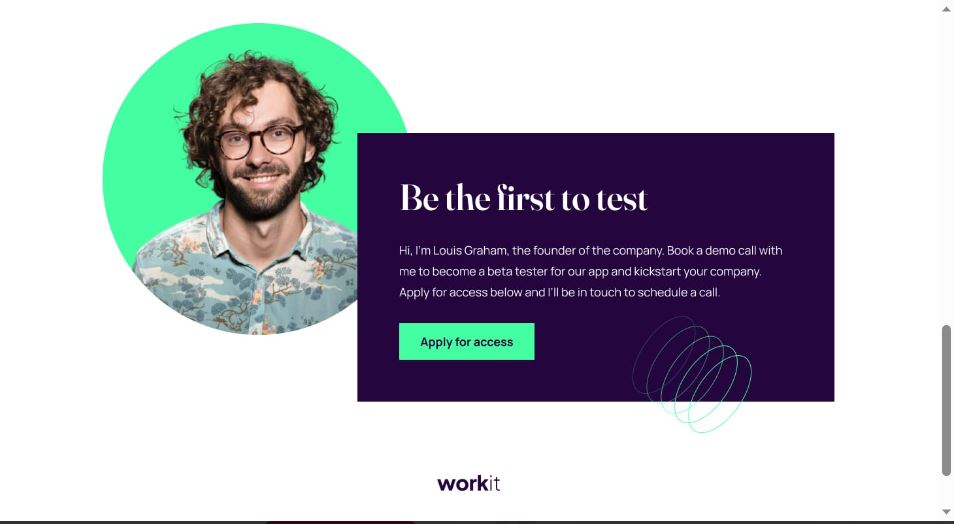 Be the first to test
Hi, I'm Louis Graham, the founder of the company. Book a demo call with
me to become a beta tester for our app and kickstart your company.
Apply for access below and I'll be in touch to schedule a call.
Apply for access
workit